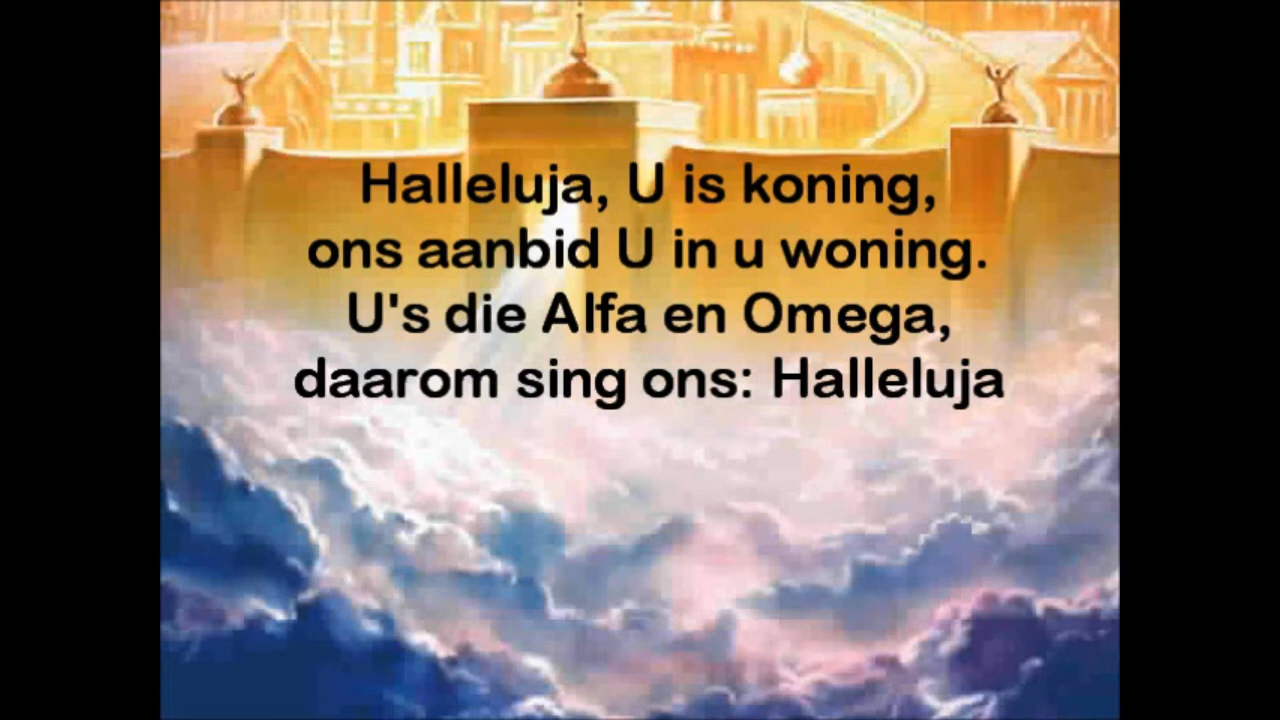 Halleluja, U is koning,
ons aanbid U in u woning.
U's die Alfa en Omega,
daarom sing ons: Halleluja